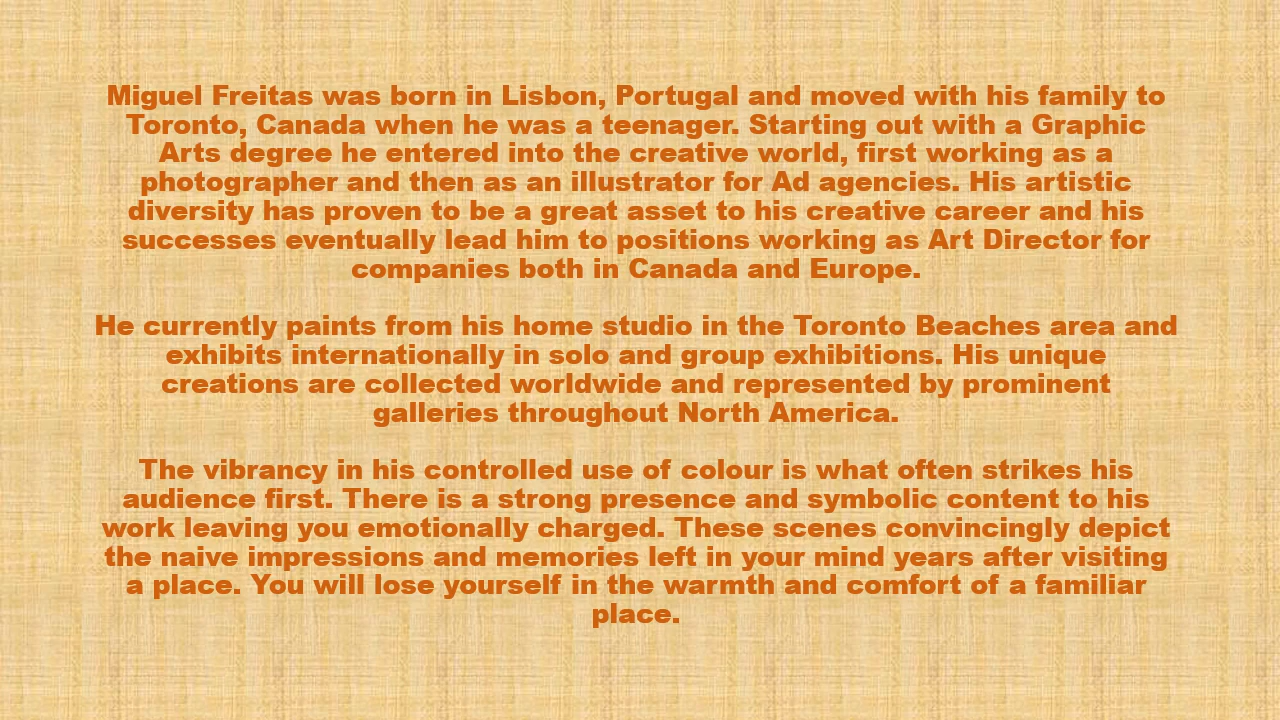 Miguel Freitas was born in Lisbon, Portugal and moved with his family to
Toronto, Canada when he was a teenager. Starting out with a Graphic
Arts degree he entered into the creative world, first working as a
photographer and then as an illustrator for Ad agencies. His artistic
diversity has proven to be a great asset to his creative career and his
successes eventually lead him to positions working as Art Director for
companies both in Canada and Europe.
He currently paints from his home studio in the Toronto Beaches area and
exhibits internationally in solo and group exhibitions. His unique
creations are collected worldwide and represented by prominent
galleries throughout North America.
The vibrancy in his controlled use of colour is what often strikes his
audience first. There is a strong presence and symbolic content to his
work leaving you emotionally charged. These scenes convincingly depict
the naive impressions and memories left in your mind years after visiting
a place. You will lose yourself in the warmth and comfort of a familiar
place.